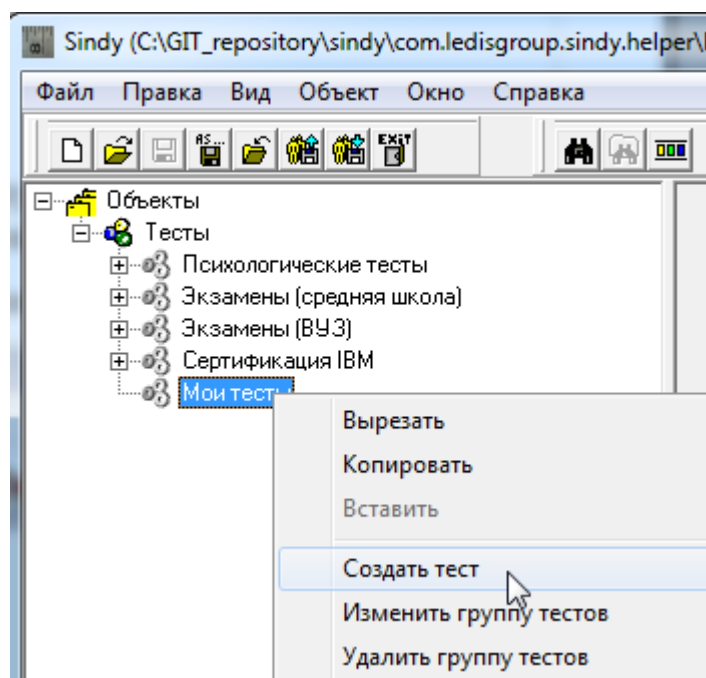 Sindy (C:\GIT_repository\sindy\com.ledisgroup.sindy.helper\
Файл Правка Вид Объект Окно Справка
AS... EXiT
Объекты
Тесты
Психологические тесты
Экзамены (средняя школа)
Экзамены (ВУЗ)
Сертификация IBM
Мои тесты
Вырезать
Копировать
Вставить
Создать тест
Изменить группу тестов
Удалить группу тестов